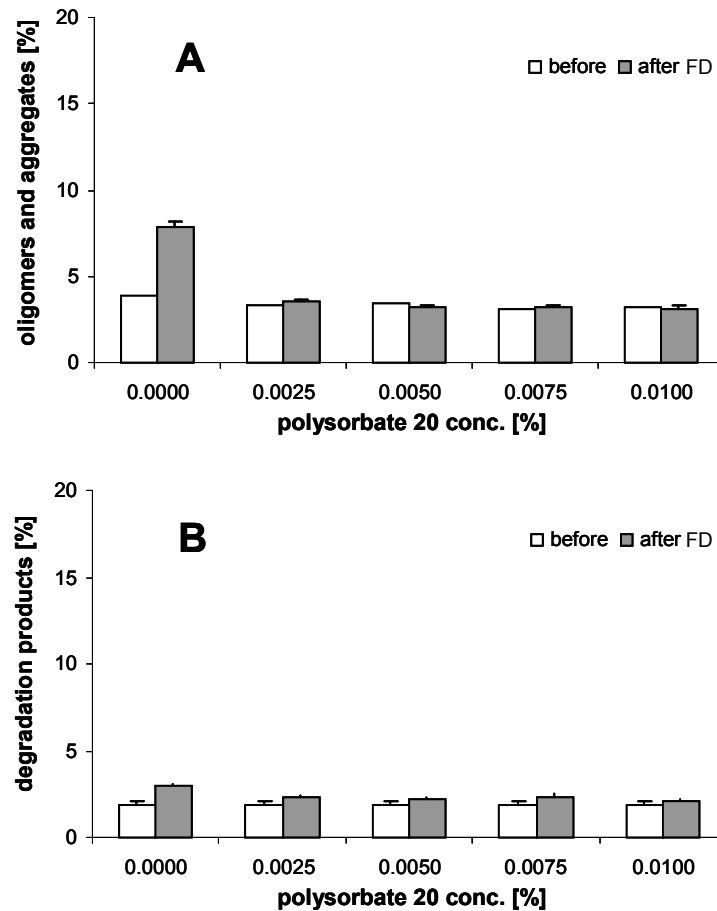 20
A
before after FD
15
10
5
0
oligomers and aggregates [%]
0.0000 0.0025 0.0050 0.0075 0.0100
polysorbate 20 conc. [%]
20
B
before after FD
15
10
5
0
degradation products [%]
0.0000 0.0025 0.0050 0.0075 0.0100
polysorbate 20 conc. [%]